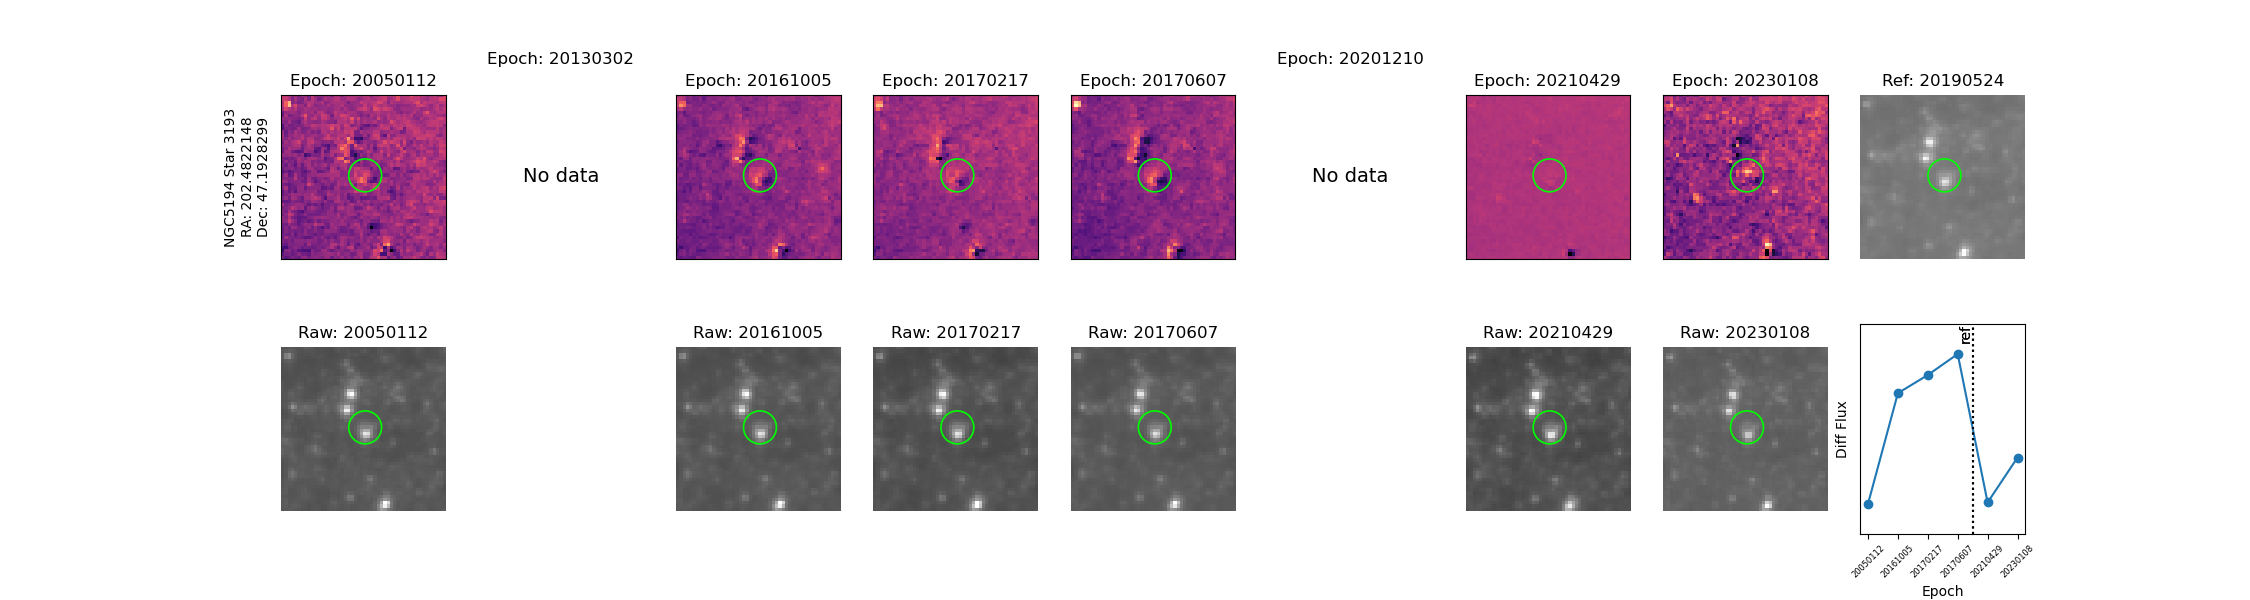 Epoch: 20130302
Epoch: 20201210
Epoch: 20050112
Epoch: 20161005
Epoch: 20170217
Epoch: 20170607
Epoch: 20210429
Epoch: 20230108
Ref: 20190524
NGC5194 Star 3193
RA: 202.4822148
Dec: 47.1928299
No data
No data
Raw: 20050112
Raw: 20161005
Raw: 20170217
Raw: 20170607
Raw: 20210429
Raw: 20230108
ref
Diff Flux
20050112
20161005
20170217
20170607
20210429
20230108
Epoch